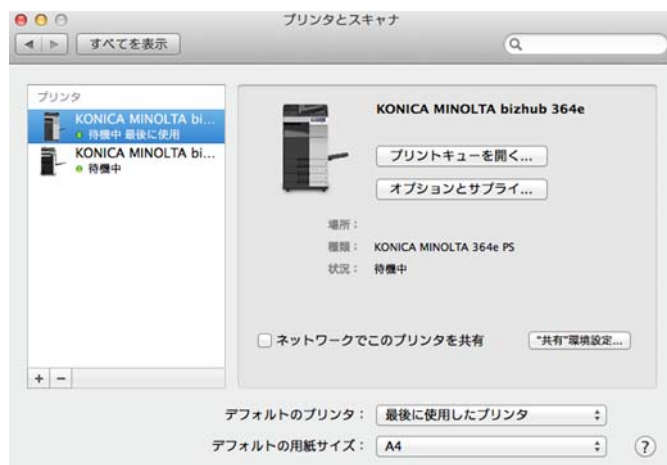 プリンタとスキャナ
すべてを表示
プリンタ
KONICA MINOLTA bi...
待機中 最後に使用
KONICA MINOLTA bi...
待機中
KONICA MINOLTA bizhub 364e
プリントキューを開く...
オプションとサプライ...
場所：
種類： KONICA MINOLTA 364e PS
状況： 待機中
ネットワークでこのプリンタを共有 "共有"環境設定...
+ −
デフォルトのプリンタ： 最後に使用したプリンタ
デフォルトの用紙サイズ： A4 ?